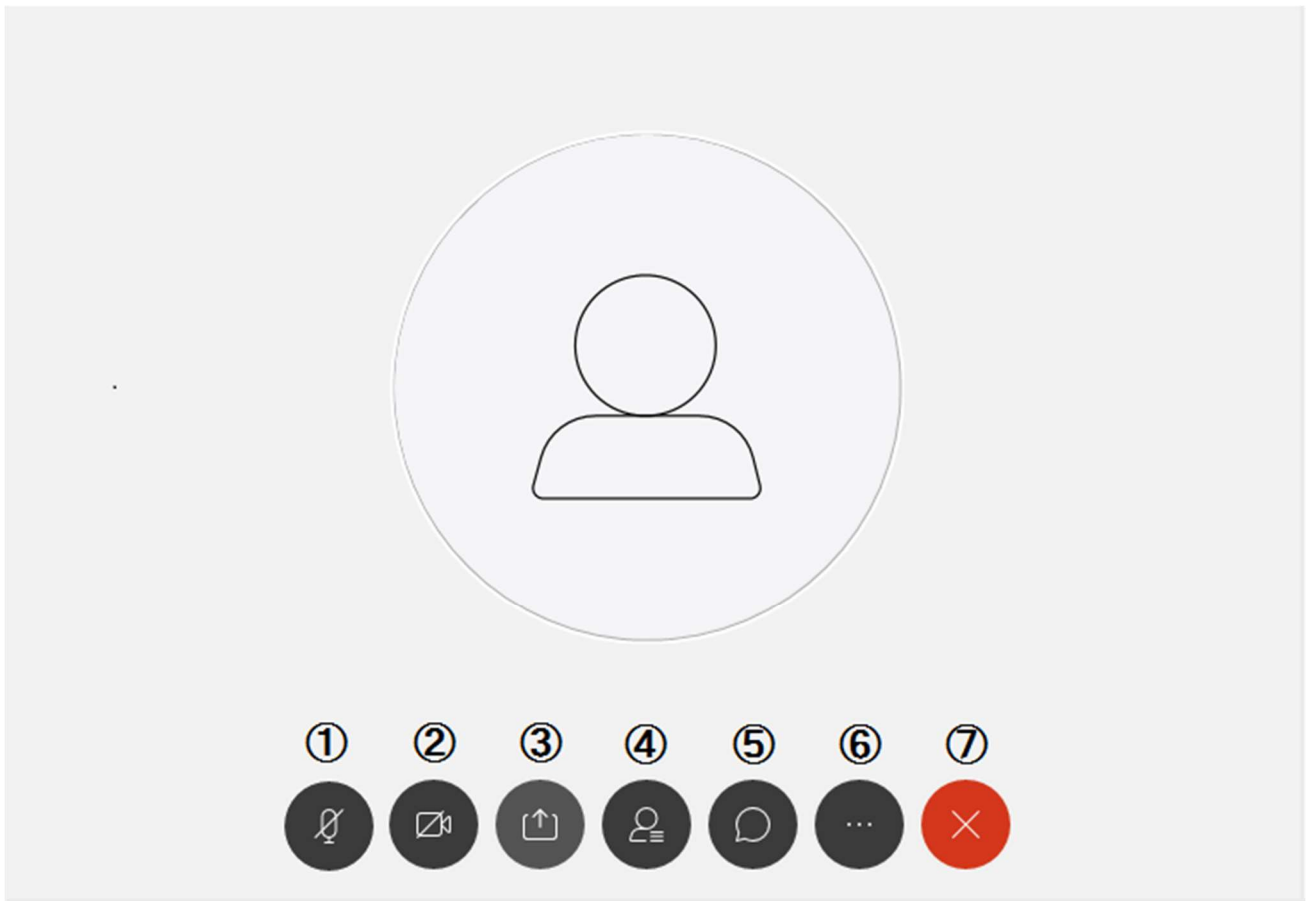 ① ② ③ ④ ⑤ ⑥ ⑦